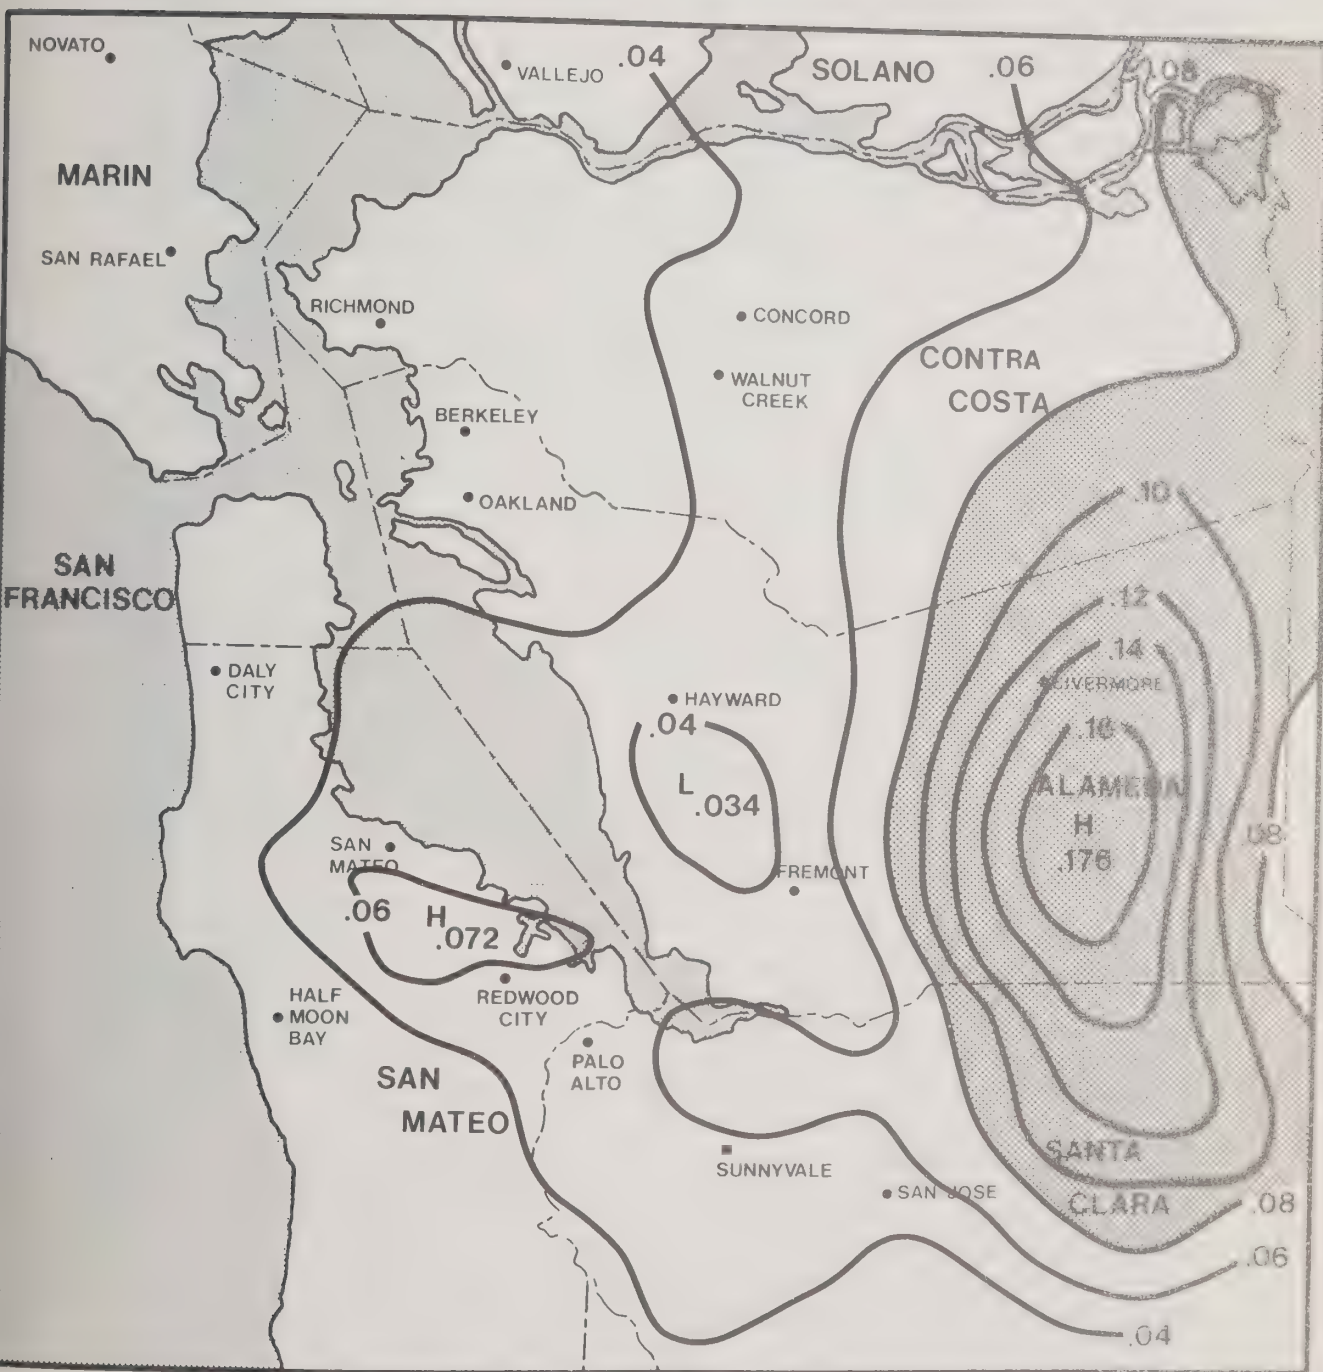 NOVATO
VALLEJO
.04
SOLANO
.06
.08
MARIN
SAN RAFAEL
RICHMOND
CONCORD
CONTRA
COSTA
WALNUT
CREEK
BERKELEY
OAKLAND
.10
SAN
FRANCISCO
.12
.14
DALY
CITY
LIVERMORE
HAYWARD
.04
.16
L
.034
ALAMEDA
H
.176
.08
SAN
MATEO
FREMONT
.06
H
.072
HALF
MOON
BAY
REDWOOD
CITY
PALO
ALTO
SAN
MATEO
SUNNYVALE
SANTA
CLARA
SAN JOSE
.08
.06
.04